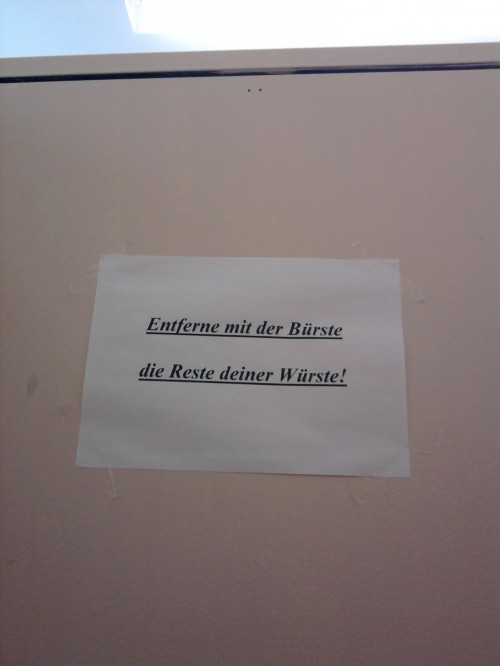 Entferne mit der Bürste
die Reste deiner Würste!